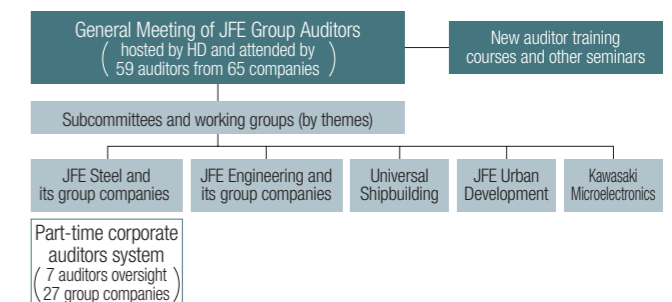 General Meeting of JFE Group Auditors
( hosted by HD and attended by
59 auditors from 65 companies )
New auditor training
courses and other seminars
Subcommittees and working groups (by themes)
JFE Steel and
its group companies
JFE Engineering and
its group companies
Universal
Shipbuilding
JFE Urban
Development
Kawasaki
Microelectronics
Part-time corporate
auditors system
( 7 auditors oversight
27 group companies )